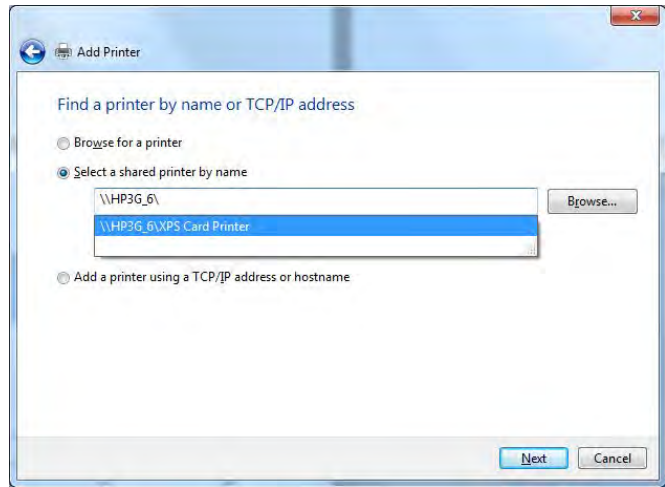 Add Printer
Find a printer by name or TCP/IP address
Browse for a printer
Select a shared printer by name
\\HP3G_6\
Browse...
\\HP3G_6\XPS Card Printer
Add a printer using a TCP/IP address or hostname
Next Cancel